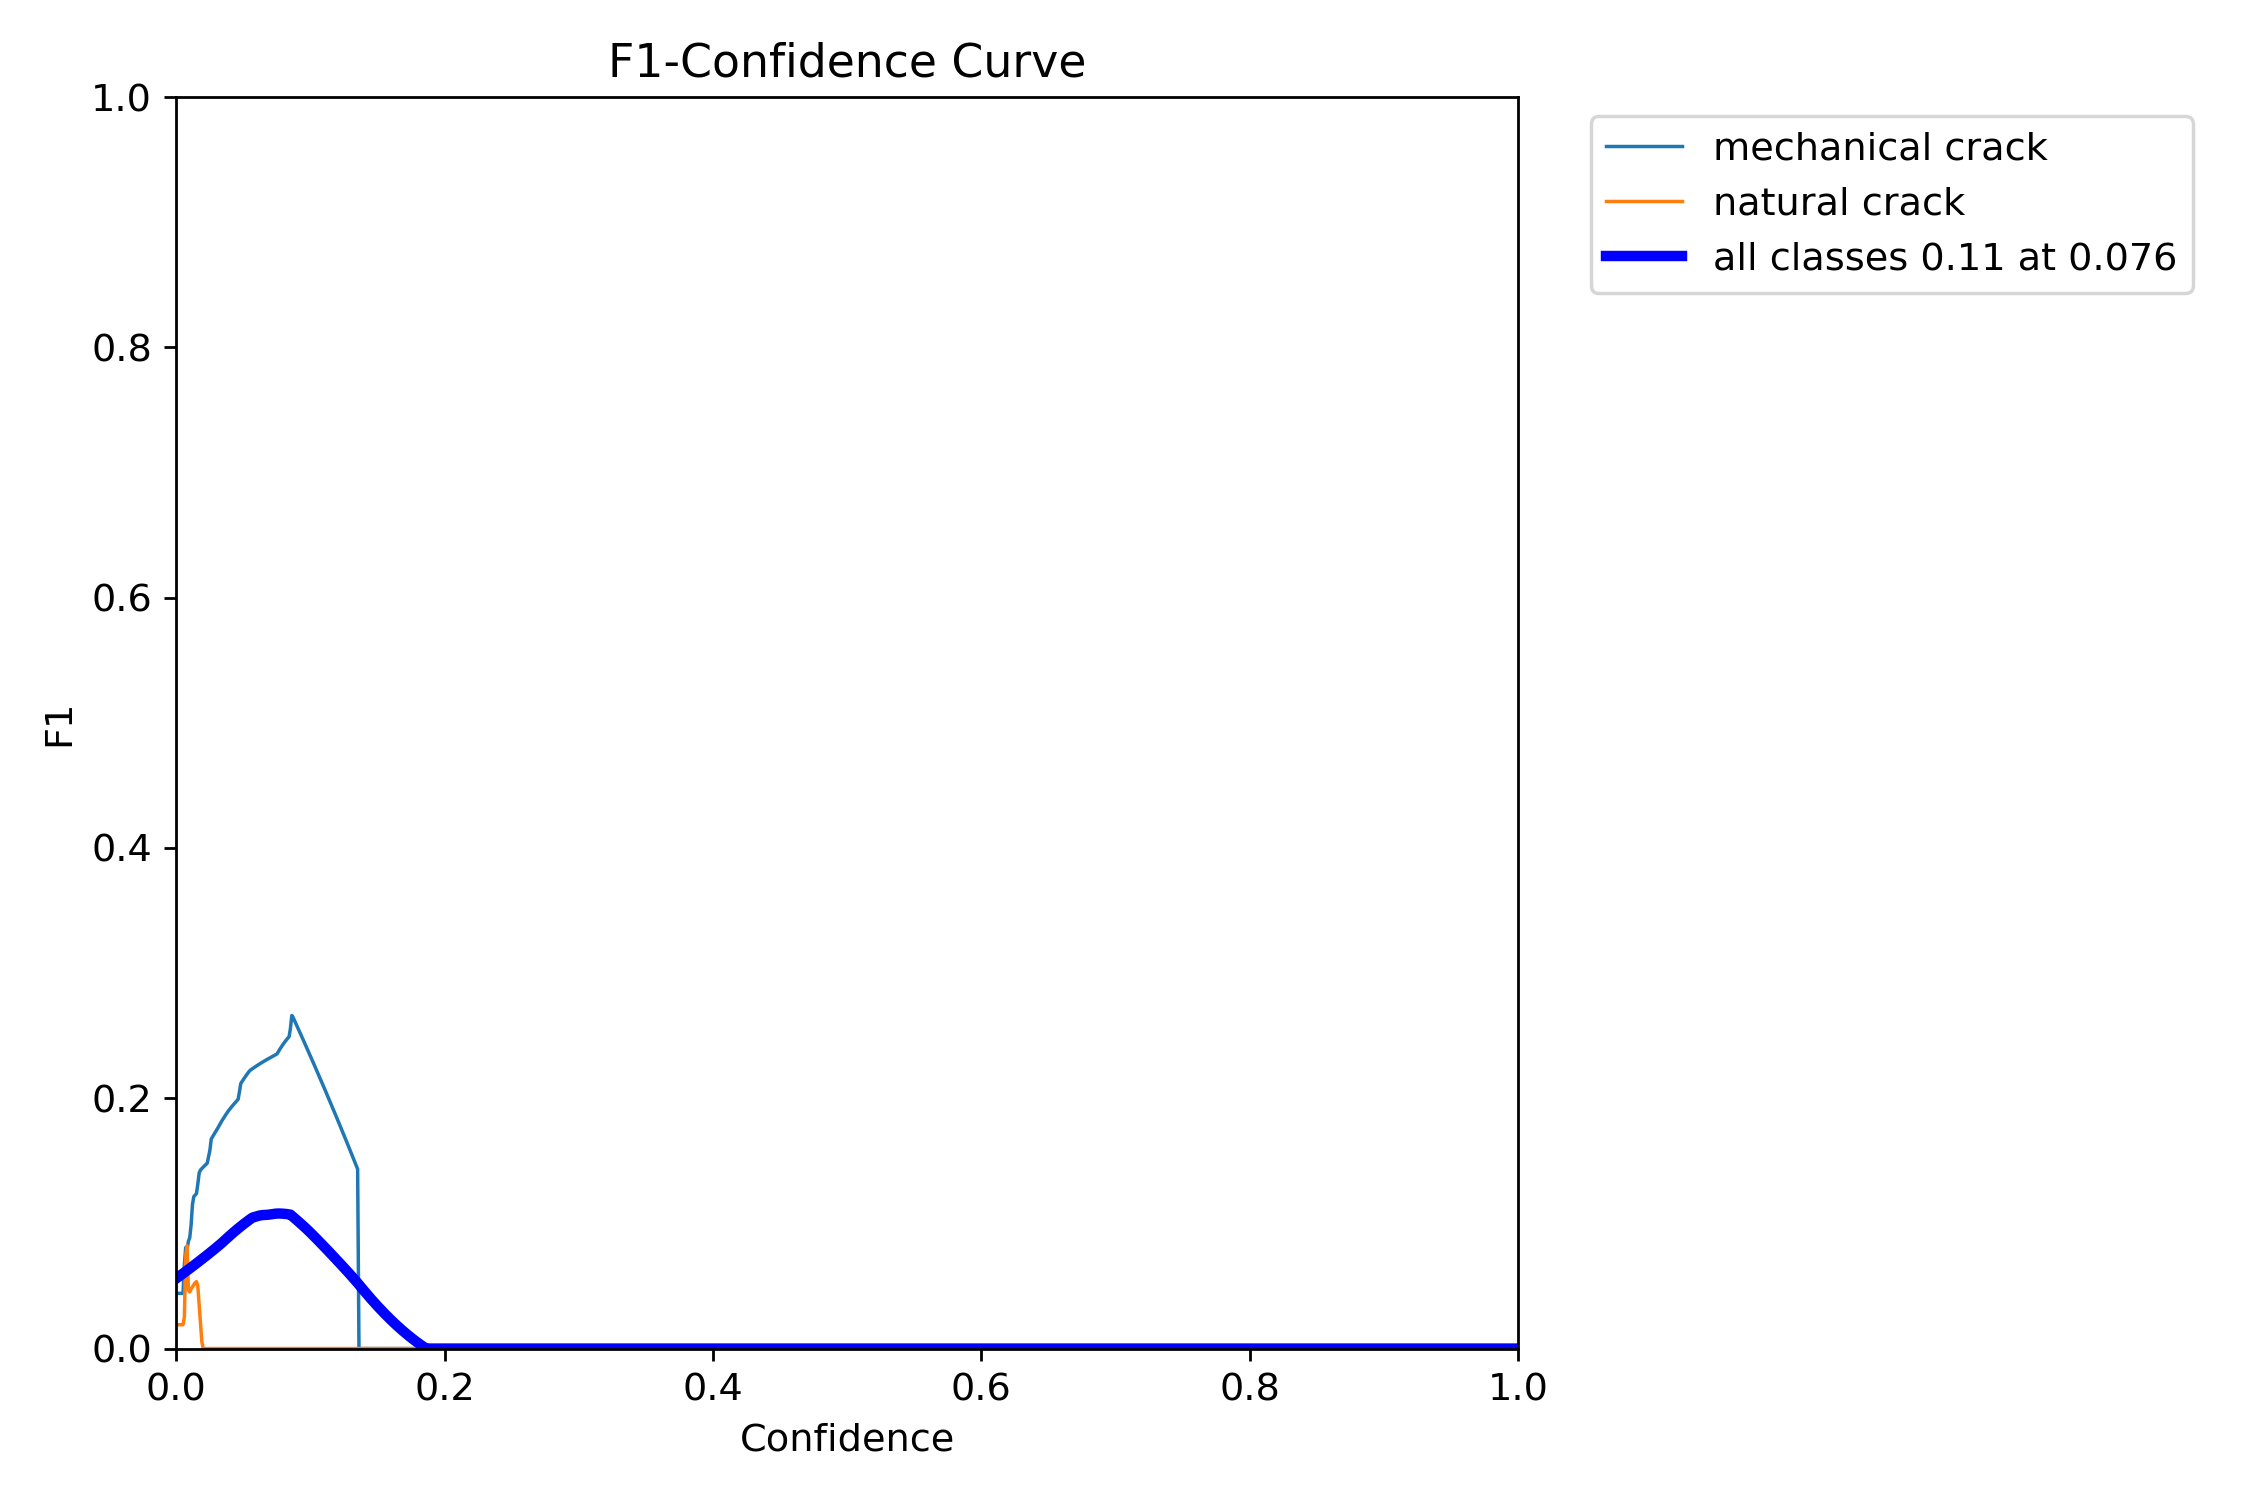 F1-Confidence Curve
1.0
0.8
0.6
0.4
0.2
0.0
F1
0.0 0.2 0.4 0.6 0.8 1.0
Confidence
mechanical crack
natural crack
all classes 0.11 at 0.076